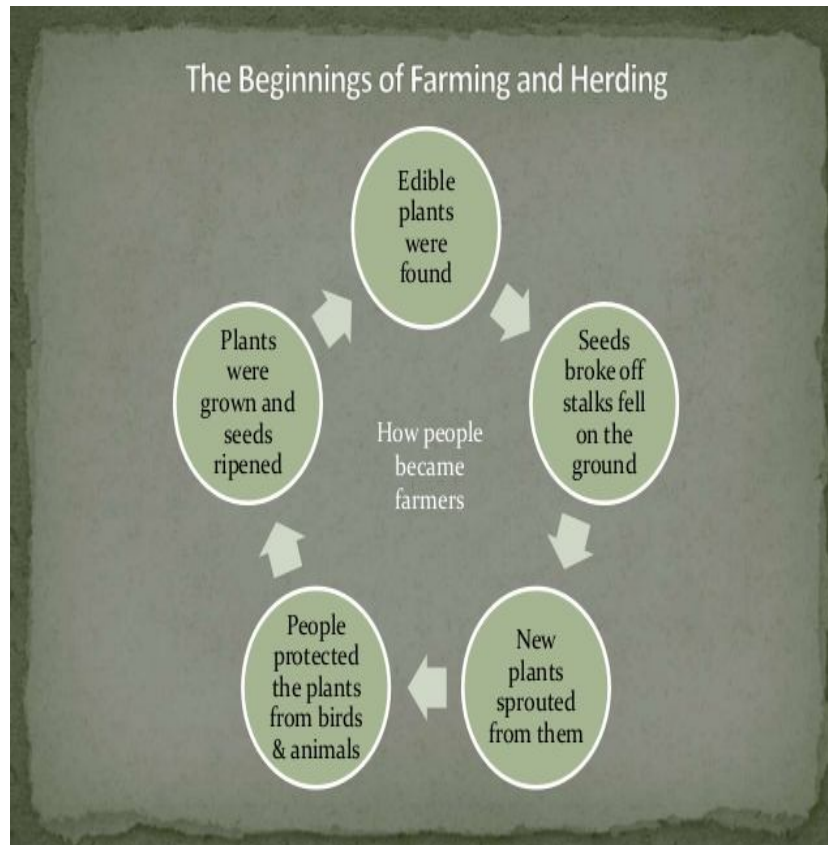 The Beginnings of Farming and Herding
Edible
plants
were
found
Seeds
broke off
stalks fell
on the
ground
New
plants
sprouted
from them
People
protected
the plants
from birds
& animals
Plants
were
grown and
seeds
ripened
How people
became
farmers